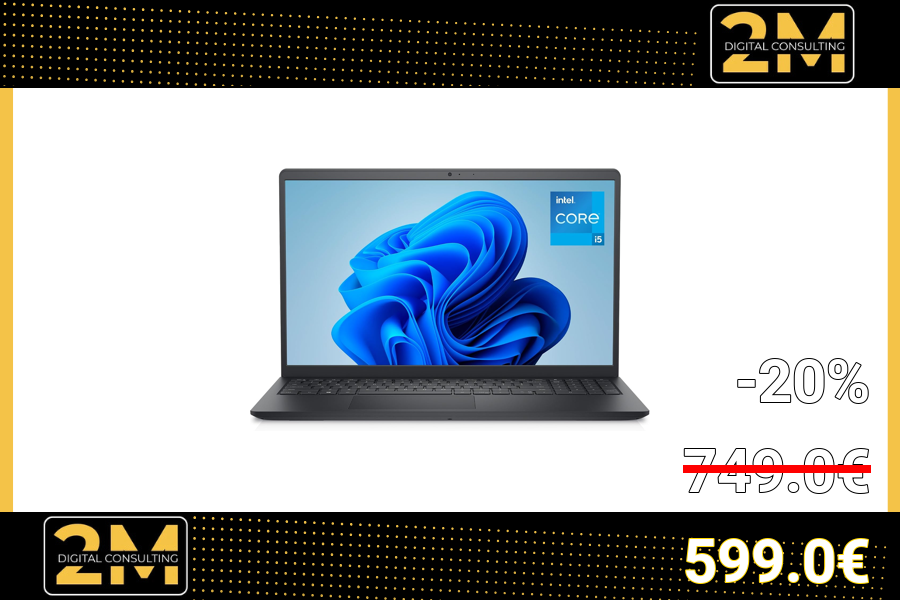 2M
DIGITAL CONSULTING
intel.
CORE
i5
-20%
749.0€
2M
DIGITAL CONSULTING
599.0€